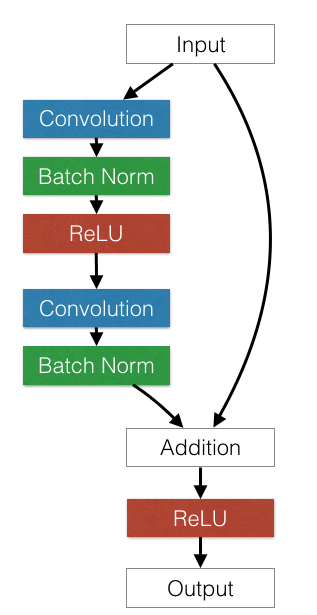 Input
Convolution
Batch Norm
ReLU
Convolution
Batch Norm
Addition
ReLU
Output